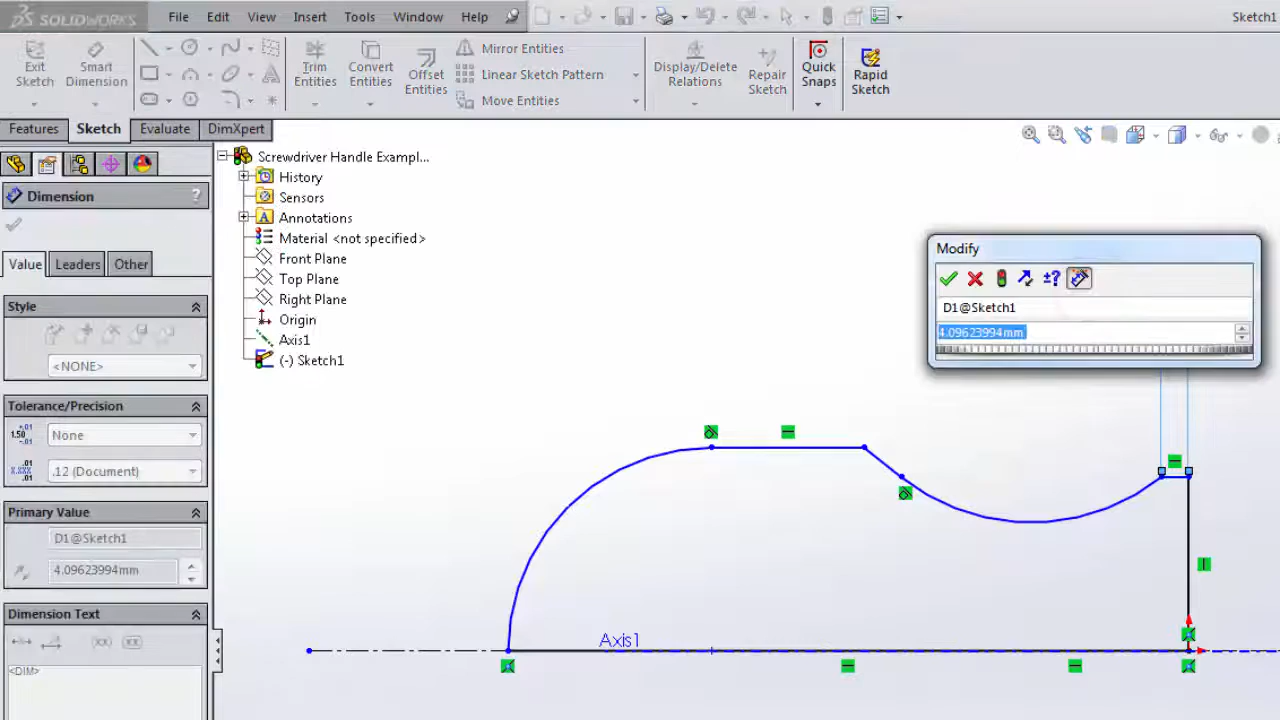 SOLIDWORKS File Edit View Insert Tools Window Help Sketch1
Exit Sketch
Smart Dimension
Trim Entities
Convert Entities
Offset Entities
Mirror Entities
Linear Sketch Pattern
Move Entities
Display/Delete Relations
Repair Sketch
Quick Snaps
Rapid Sketch
Features Sketch Evaluate DimXpert
Dimension ?
Value Leaders Other
Style
<NONE>
Tolerance/Precision
None
.12 (Document)
Primary Value
D1@Sketch1
4.09623994mm
Dimension Text
<DIM>
Screwdriver Handle Exampl...
History
Sensors
Annotations
Material <not specified>
Front Plane
Top Plane
Right Plane
Origin
Axis1
(-) Sketch1
Modify
D1@Sketch1
4.09623994mm
Axis1